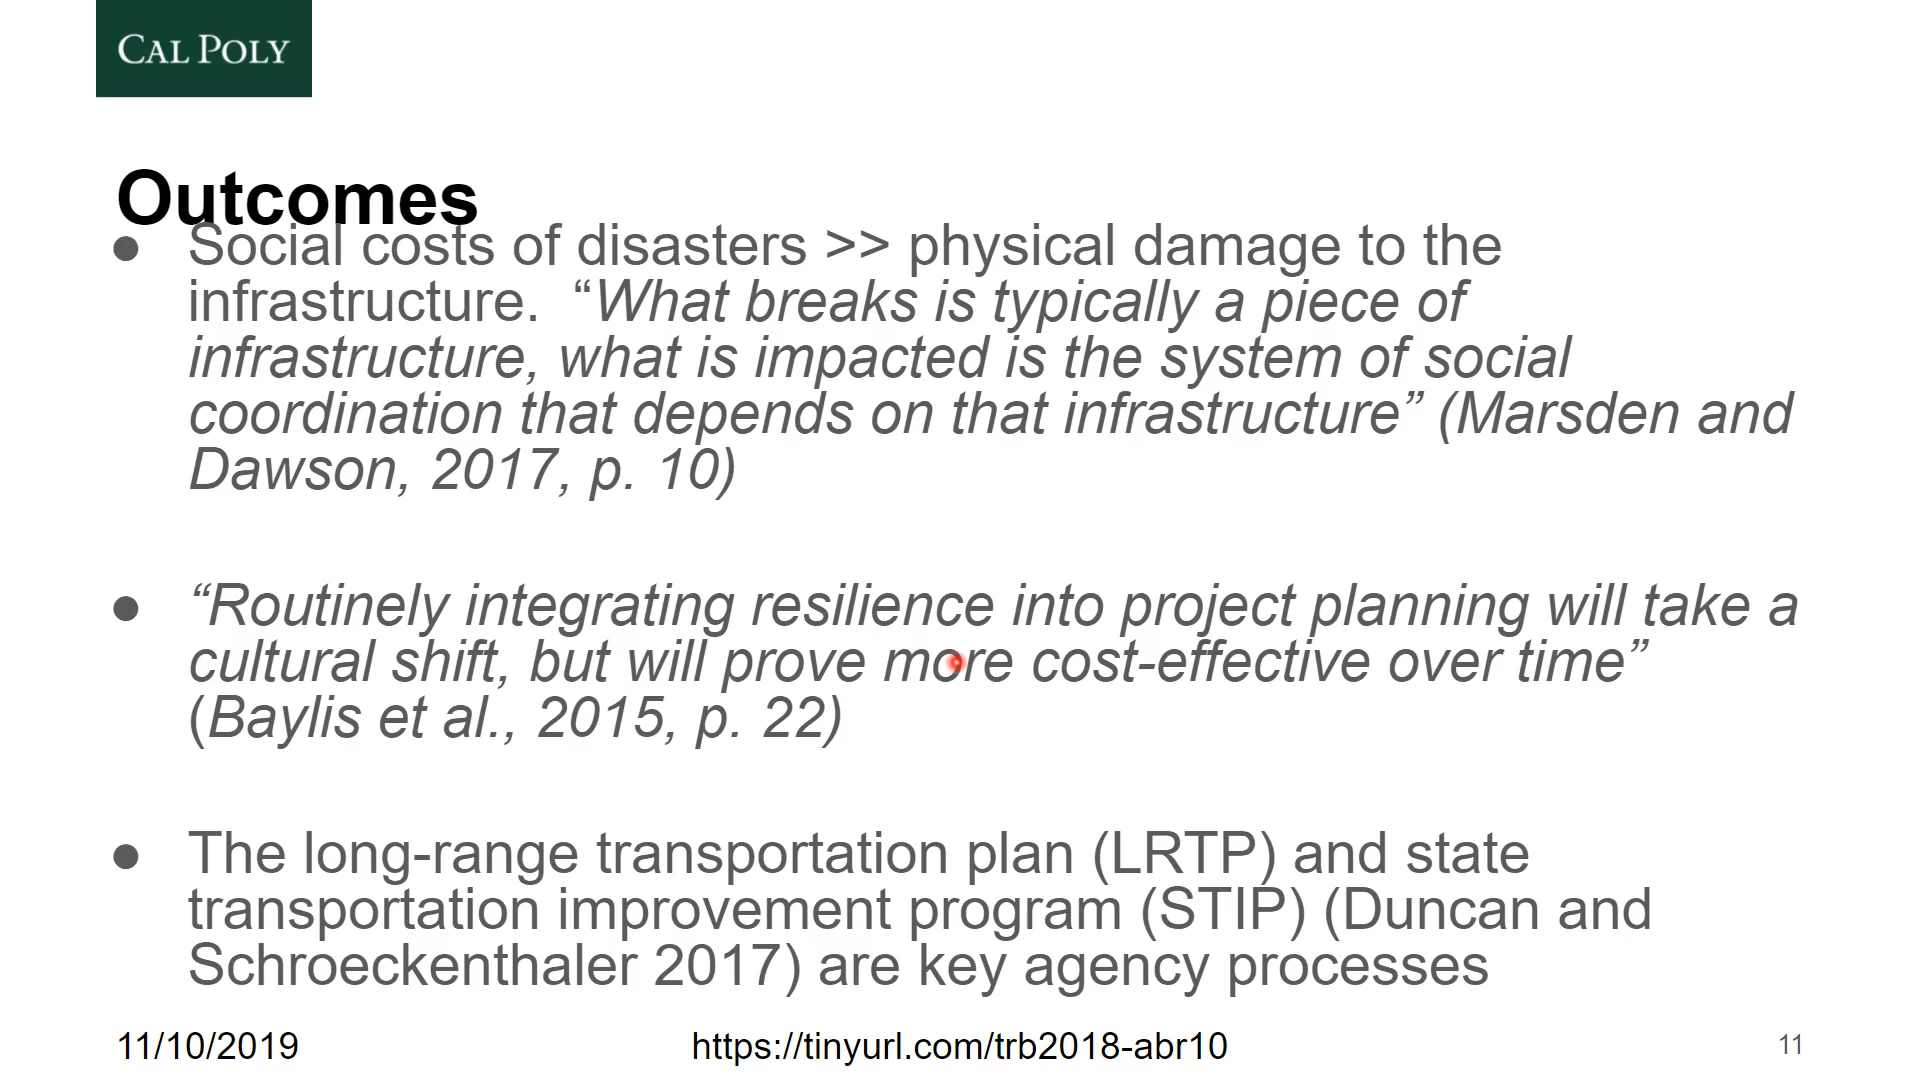 CAL POLY
Outcomes
● Social costs of disasters >> physical damage to the
infrastructure.  “What breaks is typically a piece of
infrastructure, what is impacted is the system of social
coordination that depends on that infrastructure” (Marsden and
Dawson, 2017, p. 10)
● “Routinely integrating resilience into project planning will take a
cultural shift, but will prove more cost-effective over time”
(Baylis et al., 2015, p. 22)
● The long-range transportation plan (LRTP) and state
transportation improvement program (STIP) (Duncan and
Schroeckenthaler 2017) are key agency processes
11/10/2019
https://tinyurl.com/trb2018-abr10
11